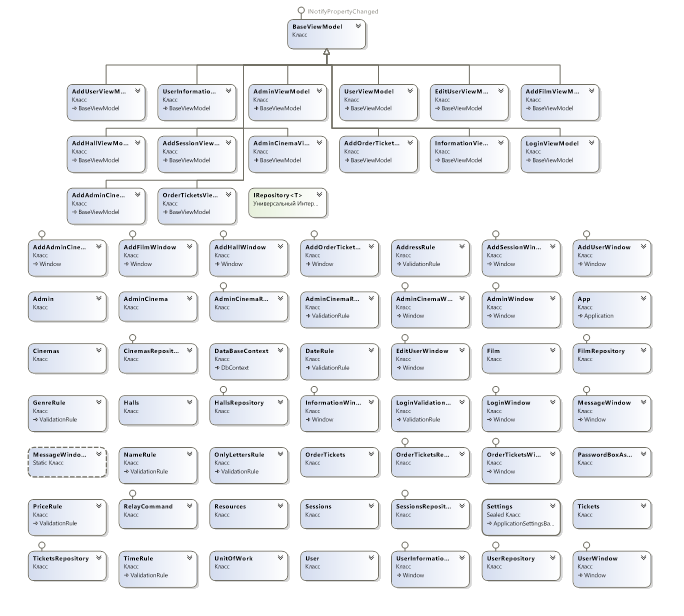 INotifyPropertyChanged
BaseViewModel
Класс
AddUserViewM...
Класс
BaseViewModel
UserInformatio...
Класс
BaseViewModel
AdminViewModel
Класс
BaseViewModel
UserViewModel
Класс
BaseViewModel
EditUserViewM...
Класс
BaseViewModel
AddFilmViewM...
Класс
BaseViewModel
AddHallViewMo...
Класс
BaseViewModel
AddSessionView...
Класс
BaseViewModel
AdminCinemaVi...
Класс
BaseViewModel
AddOrderTicket...
Класс
BaseViewModel
InformationVie...
Класс
BaseViewModel
LoginViewModel
Класс
BaseViewModel
AddAdminCine...
Класс
BaseViewModel
OrderTicketsVie...
Класс
BaseViewModel
IRepository<T>
Универсальный Интер...
AddAdminCine...
Класс
Window
AddFilmWindow
Класс
Window
AddHallWindow
Класс
Window
AddOrderTicket...
Класс
Window
AddressRule
Класс
ValidationRule
AddSessionWin...
Класс
Window
AddUserWindow
Класс
Window
Admin
Класс
AdminCinema
Класс
AdminCinemaR...
Класс
AdminCinemaR...
Класс
ValidationRule
AdminCinemaW...
Класс
Window
AdminWindow
Класс
Window
App
Класс
Application
Cinemas
Класс
CinemasReposit...
Класс
DataBaseContext
Класс
DbContext
DateRule
Класс
ValidationRule
EditUserWindow
Класс
Window
Film
Класс
FilmRepository
Класс
GenreRule
Класс
ValidationRule
Halls
Класс
HallsRepository
Класс
InformationWin...
Класс
Window
LoginValidation...
Класс
ValidationRule
LoginWindow
Класс
Window
MessageWindow
Класс
Window
MessageWindo...
Static Класс
NameRule
Класс
ValidationRule
OnlyLettersRule
Класс
ValidationRule
OrderTickets
Класс
OrderTicketsRe...
Класс
OrderTicketsWi...
Класс
Window
PasswordBoxAs...
Класс
PriceRule
Класс
ValidationRule
RelayCommand
Класс
Resources
Класс
Sessions
Класс
SessionsReposit...
Класс
Settings
Sealed Класс
ApplicationSettingsBa...
Tickets
Класс
TicketsRepository
Класс
TimeRule
Класс
ValidationRule
UnitOfWork
Класс
User
Класс
UserInformatio...
Класс
Window
UserRepository
Класс
UserWindow
Класс
Window